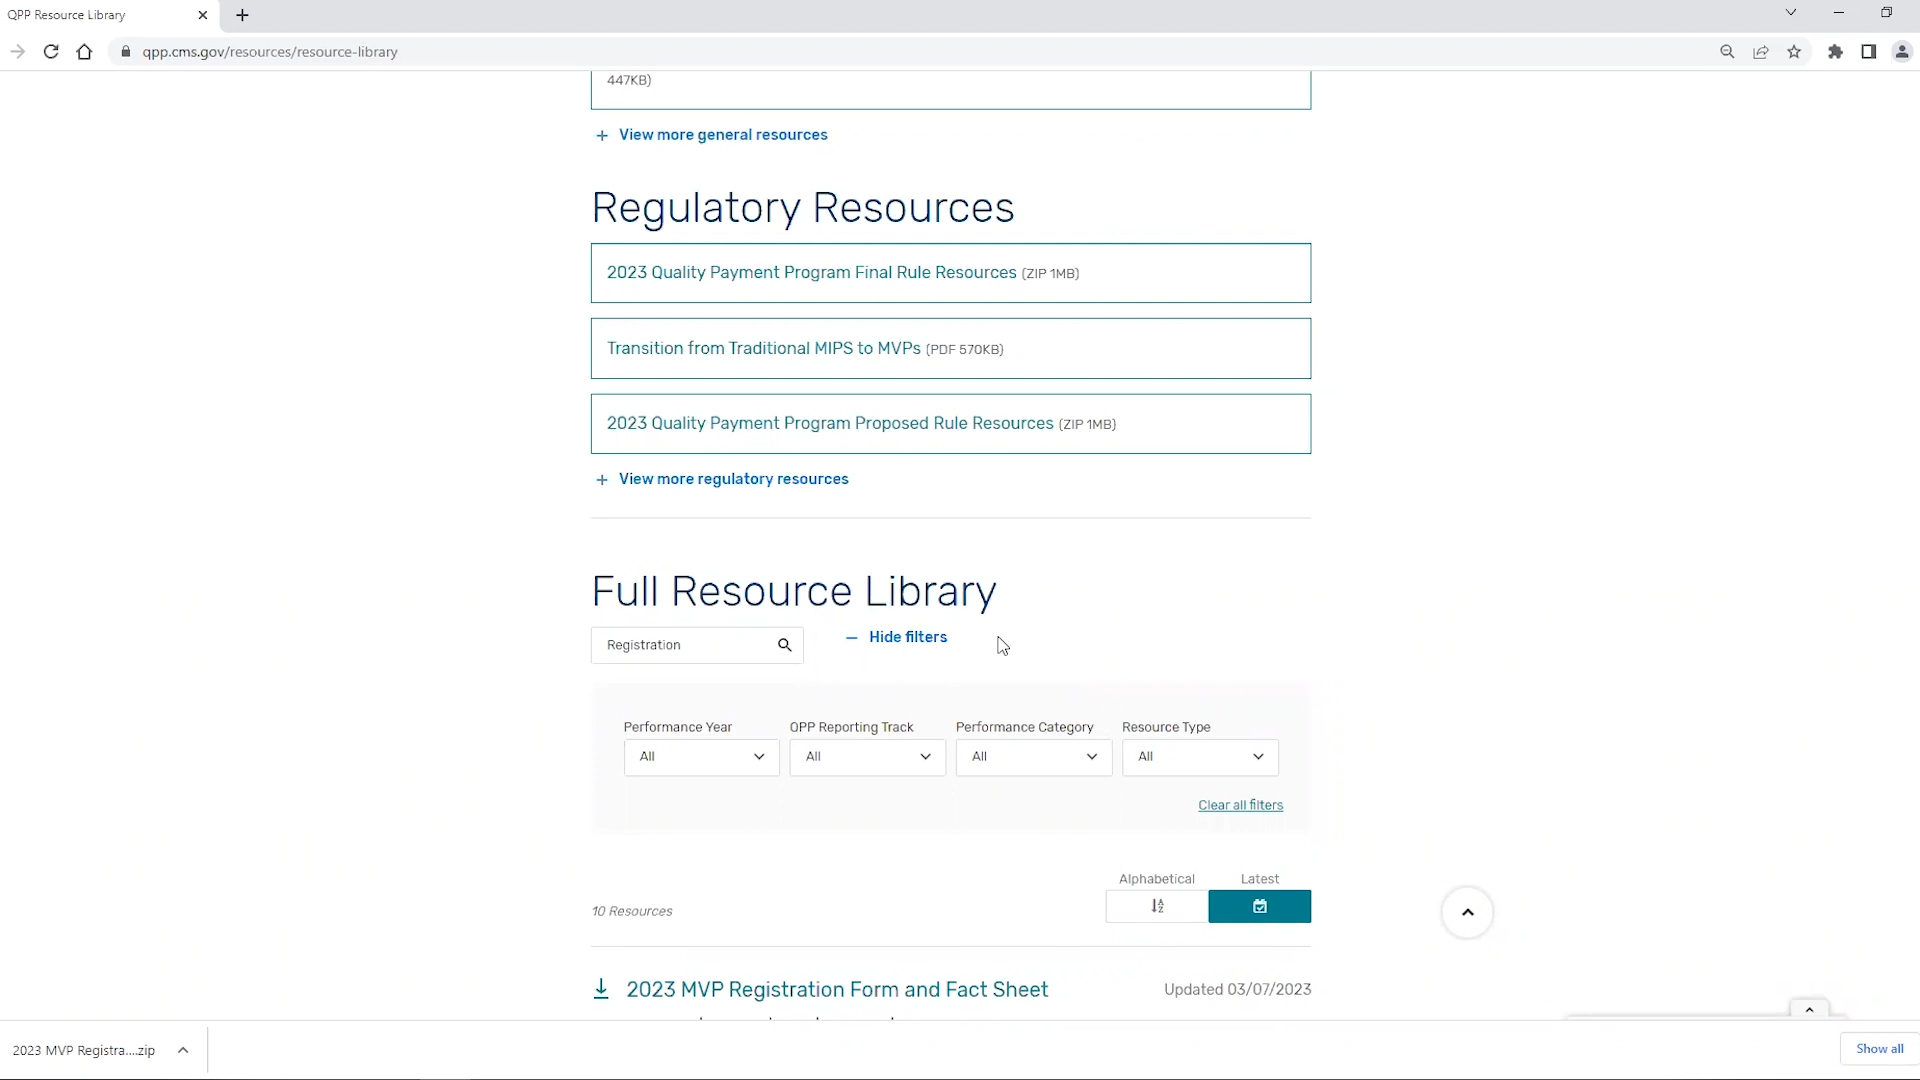 QPP Resource Library
qpp.cms.gov/resources/resource-library
447KB)
View more general resources
Regulatory Resources
2023 Quality Payment Program Final Rule Resources (ZIP 1MB)
Transition from Traditional MIPS to MVPs (PDF 570KB)
2023 Quality Payment Program Proposed Rule Resources (ZIP 1MB)
View more regulatory resources
Full Resource Library
Registration
Hide filters
Performance Year QPP Reporting Track Performance Category Resource Type
All All All All
Clear all filters
Alphabetical Latest
10 Resources
2023 MVP Registration Form and Fact Sheet Updated 03/07/2023
2023 MVP Registra....zip Show all